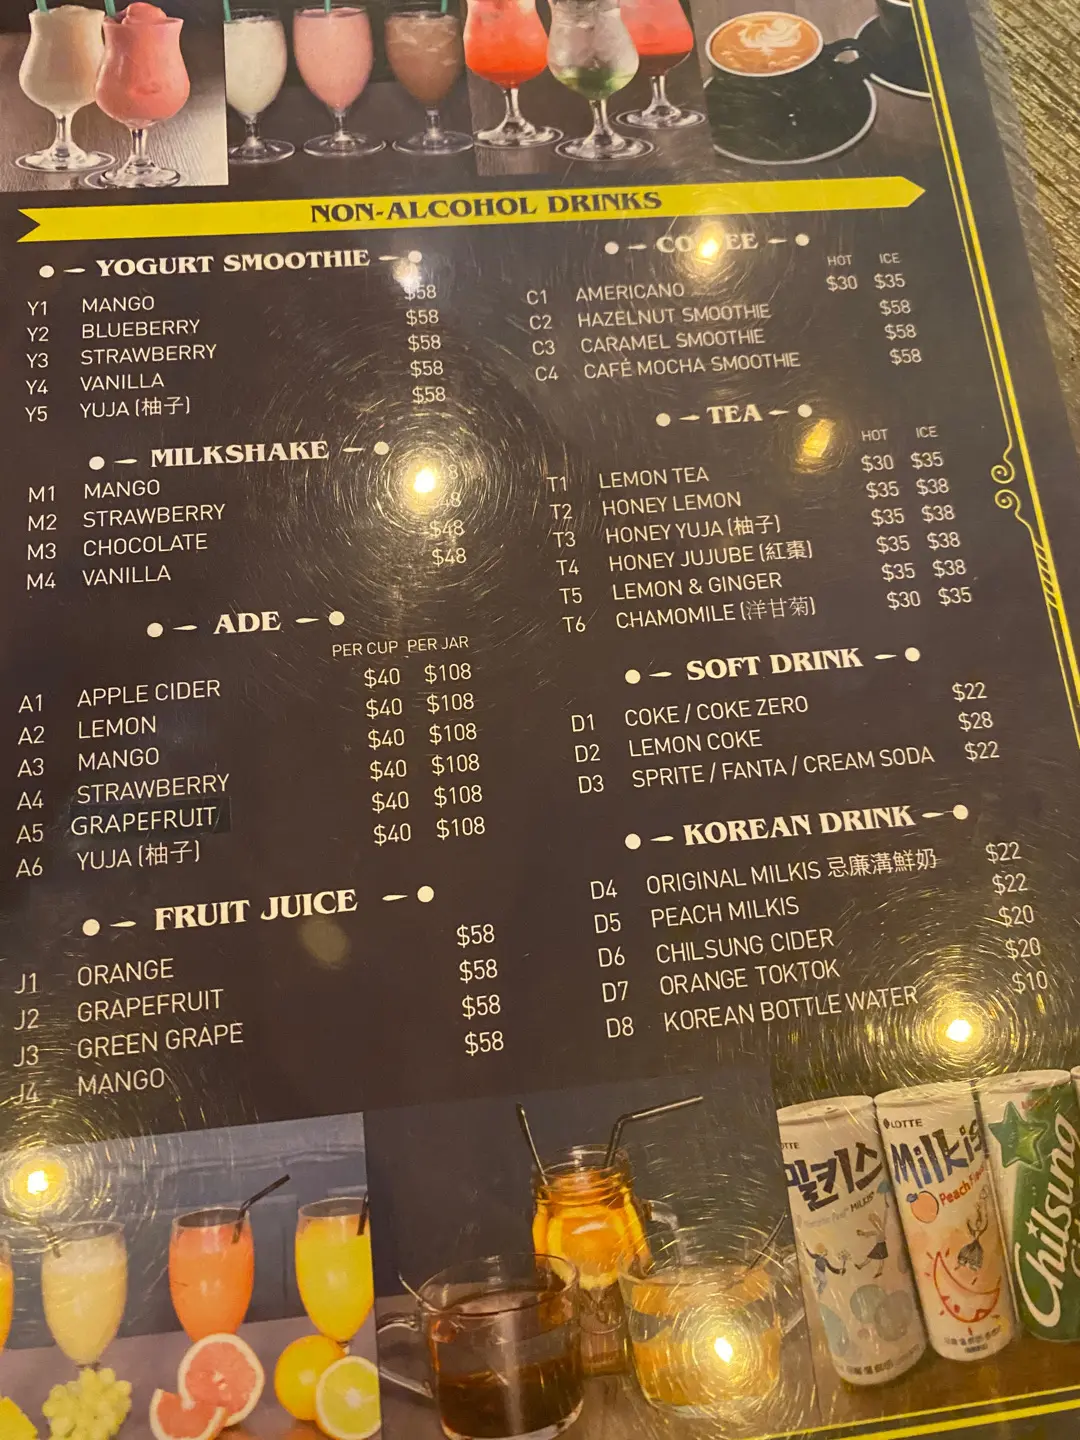 NON-ALCOHOL DRINKS
YOGURT SMOOTHIE
Y1 MANGO $58
Y2 BLUEBERRY $58
Y3 STRAWBERRY $58
Y4 VANILLA $58
Y5 YUJA (柚子) $58
MILKSHAKE
M1 MANGO
M2 STRAWBERRY
M3 CHOCOLATE $48
M4 VANILLA $48
ADE
PER CUP PER JAR
A1 APPLE CIDER $40 $108
A2 LEMON $40 $108
A3 MANGO $40 $108
A4 STRAWBERRY $40 $108
A5 GRAPEFRUIT $40 $108
A6 YUJA (柚子) $40 $108
FRUIT JUICE
J1 ORANGE $58
J2 GRAPEFRUIT $58
J3 GREEN GRAPE $58
J4 MANGO $58
COFFEE
HOT ICE
C1 AMERICANO $30 $35
C2 HAZELNUT SMOOTHIE $58
C3 CARAMEL SMOOTHIE $58
C4 CAFÉ MOCHA SMOOTHIE $58
TEA
HOT ICE
T1 LEMON TEA $30 $35
T2 HONEY LEMON $35 $38
T3 HONEY YUJA (柚子) $35 $38
T4 HONEY JUJUBE (紅棗) $35 $38
T5 LEMON & GINGER $35 $38
T6 CHAMOMILE (洋甘菊) $30 $35
SOFT DRINK
D1 COKE / COKE ZERO $22
D2 LEMON COKE $28
D3 SPRITE / FANTA / CREAM SODA $22
KOREAN DRINK
D4 ORIGINAL MILKIS 忌廉溝鮮奶 $22
D5 PEACH MILKIS $22
D6 CHILSUNG CIDER $20
D7 ORANGE TOKTOK $20
D8 KOREAN BOTTLE WATER $10
밀키스
MILKIS
LOTTE
Milkis
Peach
Chilsung